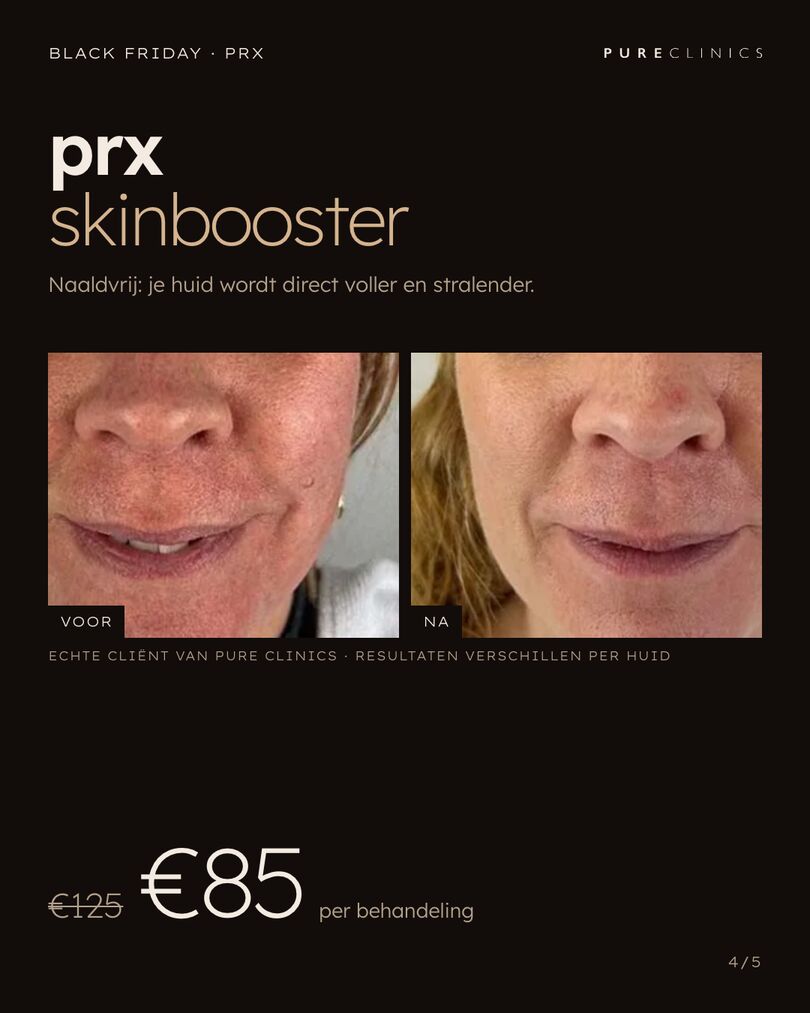 BLACK FRIDAY · PRX
PURECLINICS
prx
skinbooster
Naaldvrij: je huid wordt direct voller en stralender.
VOOR
NA
ECHTE CLIËNT VAN PURE CLINICS · RESULTATEN VERSCHILLEN PER HUID
€125 €85 per behandeling
4/5